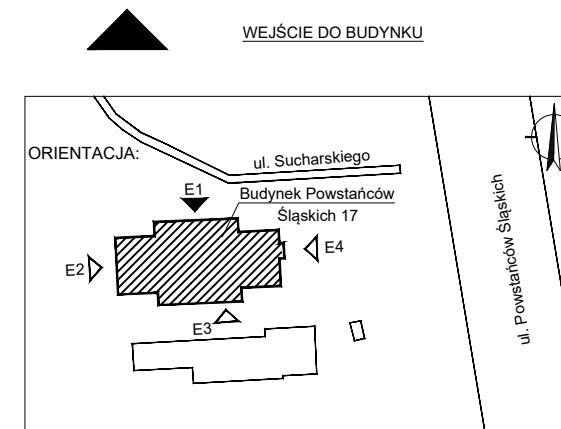 WEJŚCIE DO BUDYNKU
ORIENTACJA:
ul. Sucharskiego
E1
Budynek Powstańców
Śląskich 17
E2
E4
E3
ul. Powstańców Śląskich